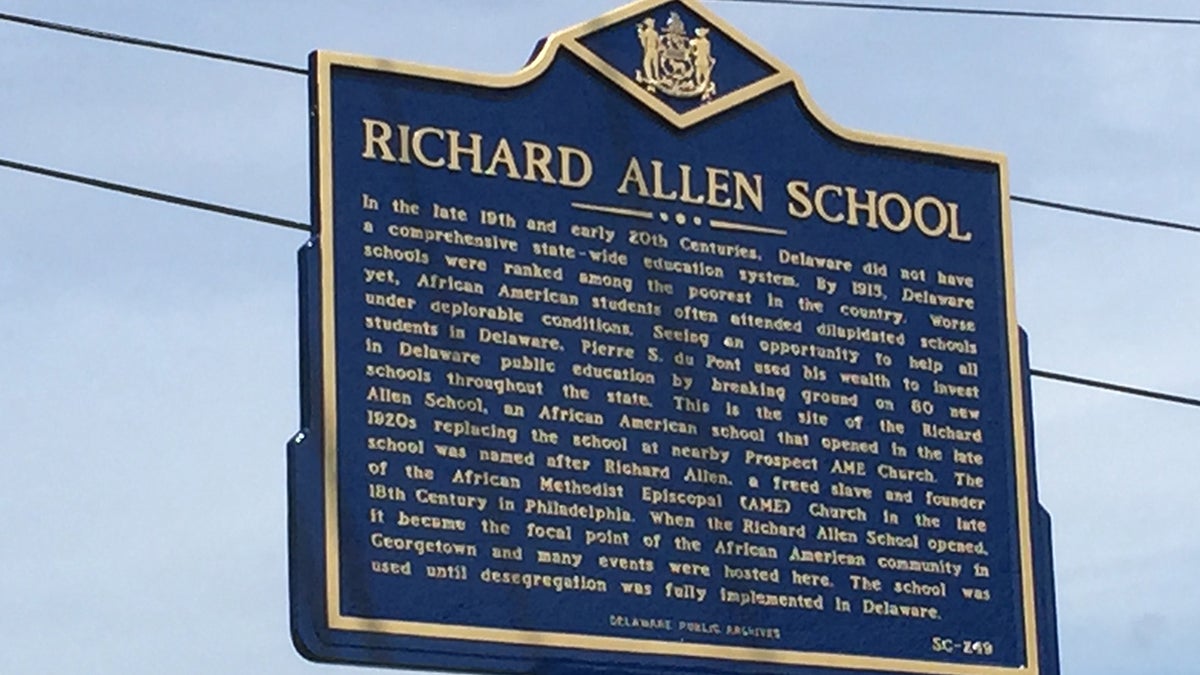 RICHARD ALLEN SCHOOL
In the late 19th and early 20th Centuries, Delaware did not have
a comprehensive state-wide education system. By 1915, Delaware
schools were ranked among the poorest in the country. Worse
yet, African American students often attended dilapidated schools
under deplorable conditions. Seeing an opportunity to help all
students in Delaware, Pierre S. du Pont used his wealth to invest
in Delaware public education by breaking ground on 80 new
schools throughout the state. This is the site of the Richard
Allen School, an African American school that opened in the late
1920s replacing the school at nearby Prospect AME Church. The
school was named after Richard Allen, a freed slave and founder
of the African Methodist Episcopal (AME) Church in the late
18th Century in Philadelphia. When the Richard Allen School opened,
it became the focal point of the African American community in
Georgetown and many events were hosted here. The school was
used until desegregation was fully implemented in Delaware.
DELAWARE PUBLIC ARCHIVES
SC-249